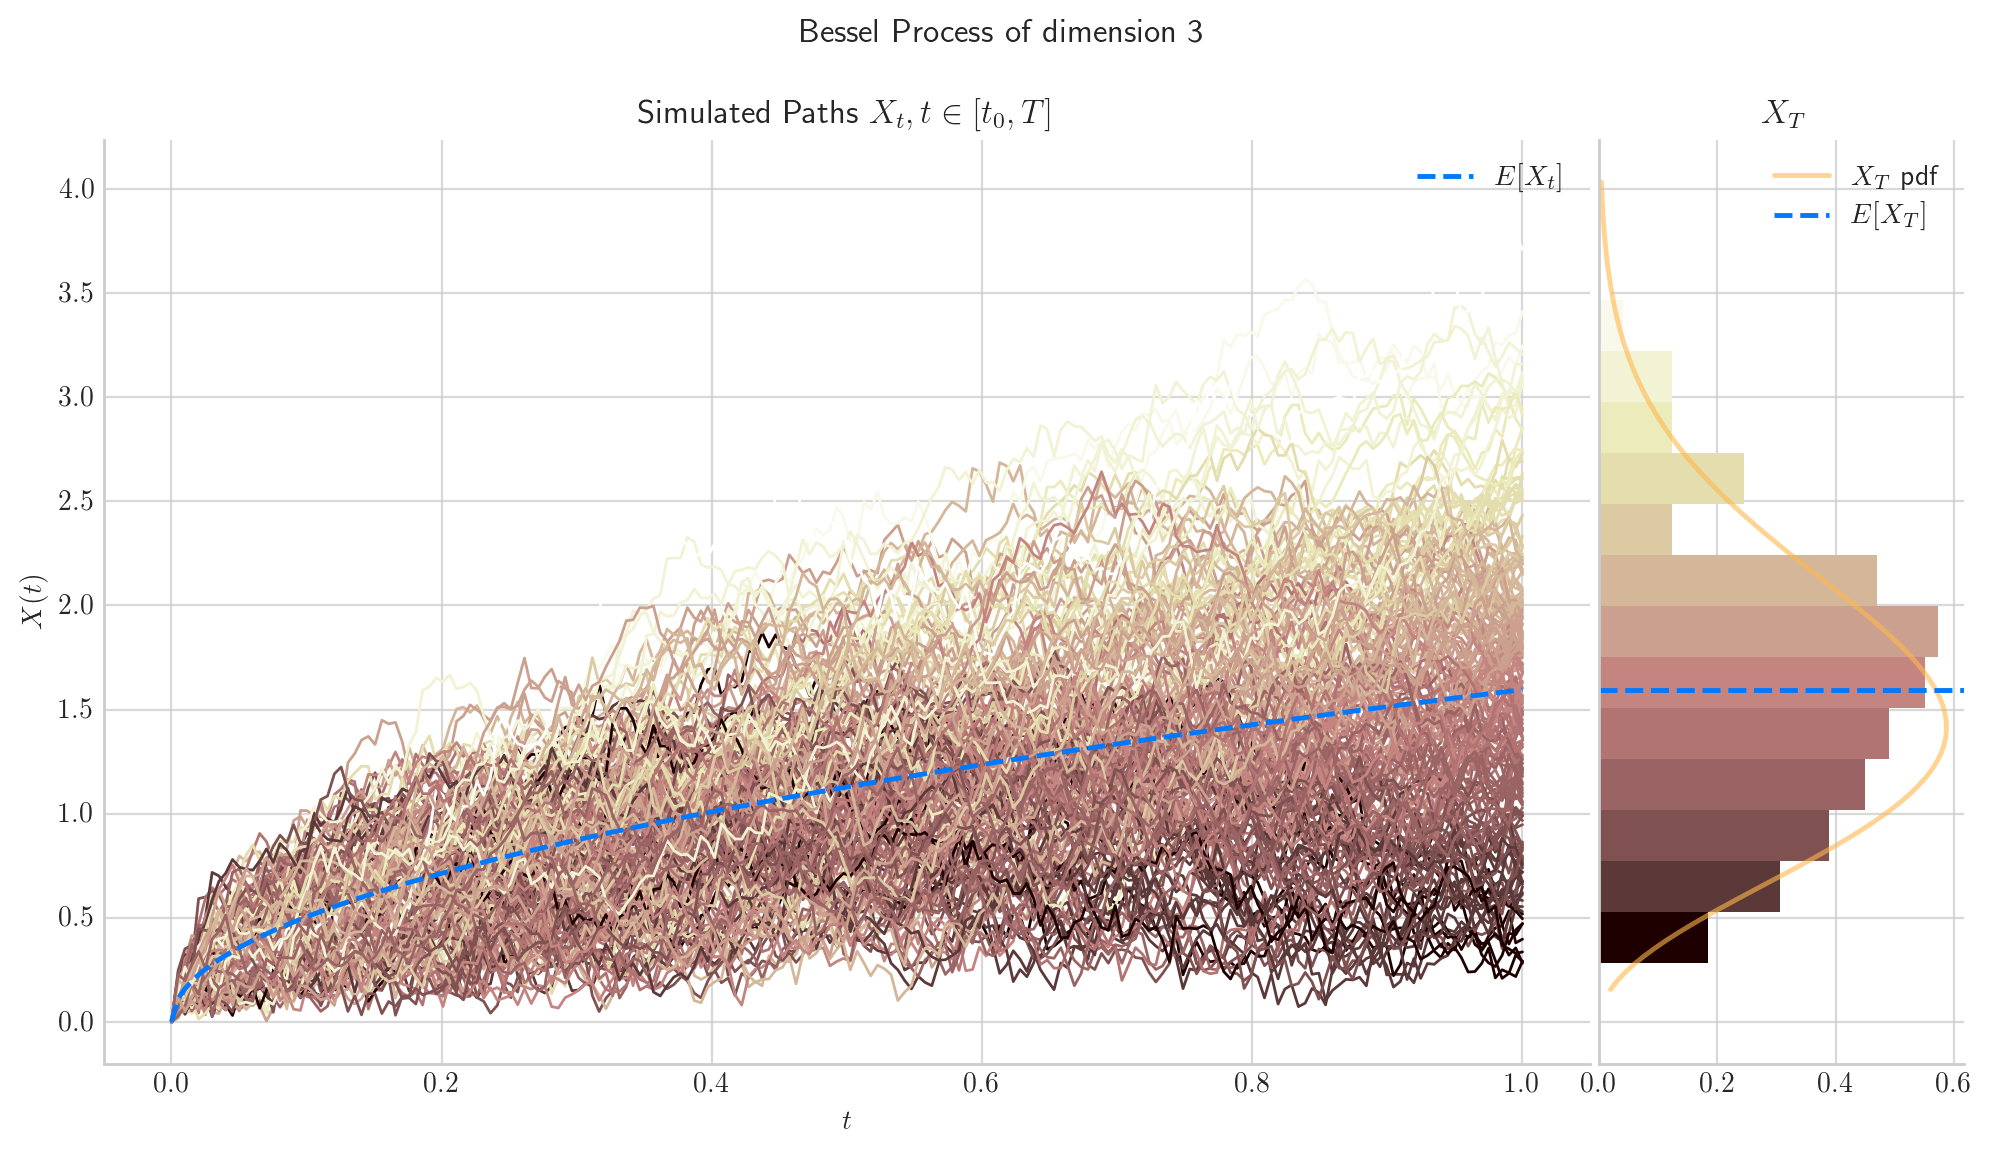 Bessel Process of dimension 3
Simulated Paths $X_t, t \in [t_0, T]$
$X_T$
$E[X_t]$
$X_T$ pdf
$E[X_T]$
$X(t)$
4.0
3.5
3.0
2.5
2.0
1.5
1.0
0.5
0.0
0.0 0.2 0.4 0.6 0.8 1.0
0.0 0.2 0.4 0.6
$t$